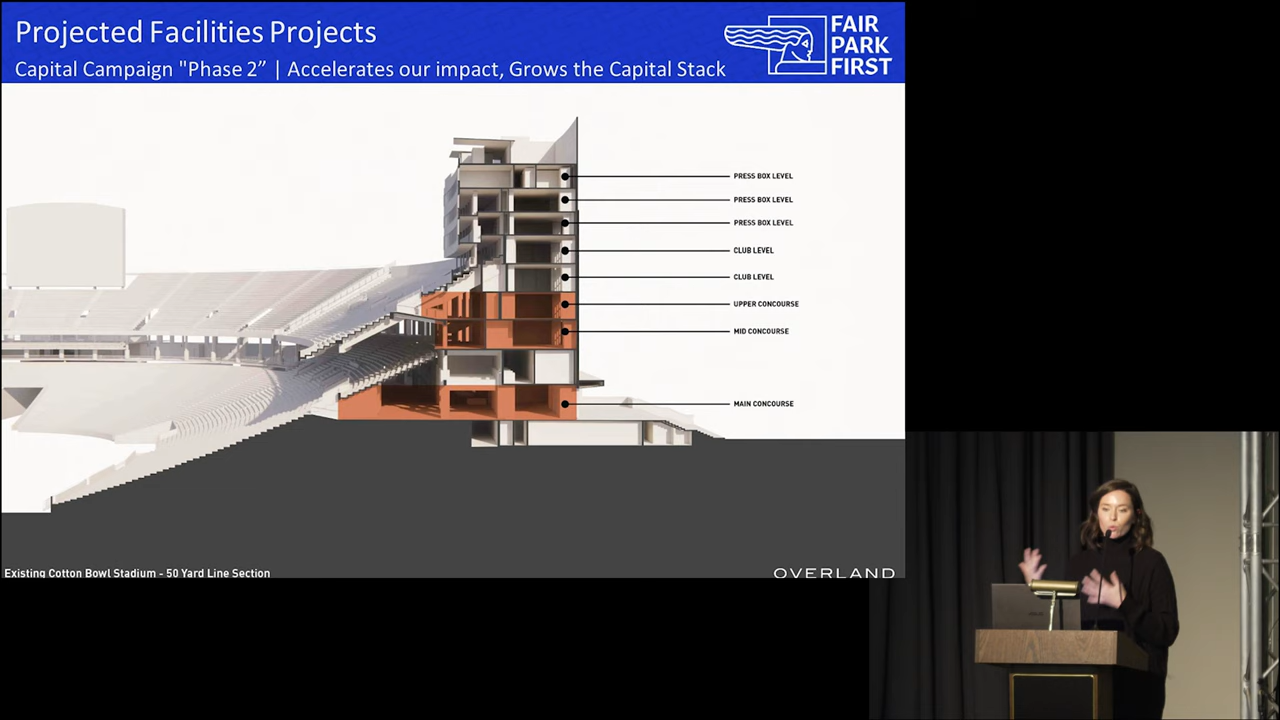 Projected Facilities Projects
Capital Campaign "Phase 2” | Accelerates our impact, Grows the Capital Stack
FAIR
PARK
FIRST
PRESS BOX LEVEL
PRESS BOX LEVEL
PRESS BOX LEVEL
CLUB LEVEL
CLUB LEVEL
UPPER CONCOURSE
MID CONCOURSE
MAIN CONCOURSE
Existing Cotton Bowl Stadium - 50 Yard Line Section
OVERLAND